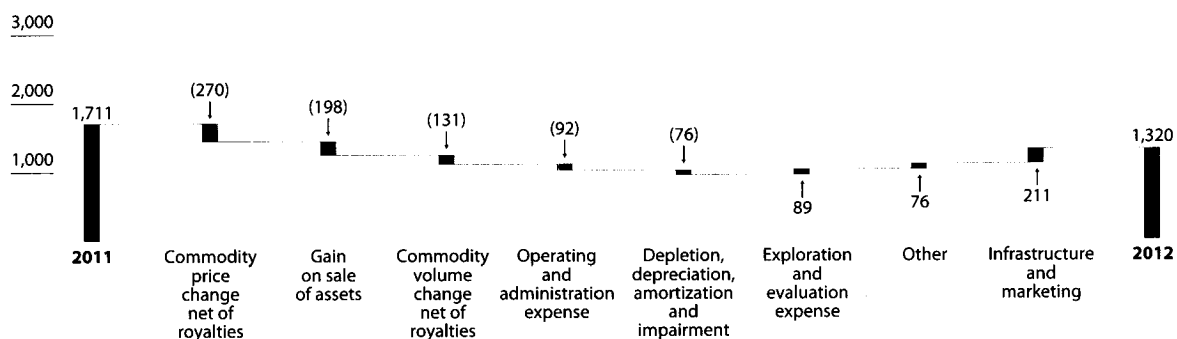 3,000
2,000
1,000
1,711
(270)
(198)
(131)
(92)
(76)
89
76
211
1,320
2011
Commodity
price
change
net of
royalties
Gain
on sale
of assets
Commodity
volume
change
net of
royalties
Operating
and
administration
expense
Depletion,
depreciation,
amortization
and
impairment
Exploration
and
evaluation
expense
Other
Infrastructure
and
marketing
2012